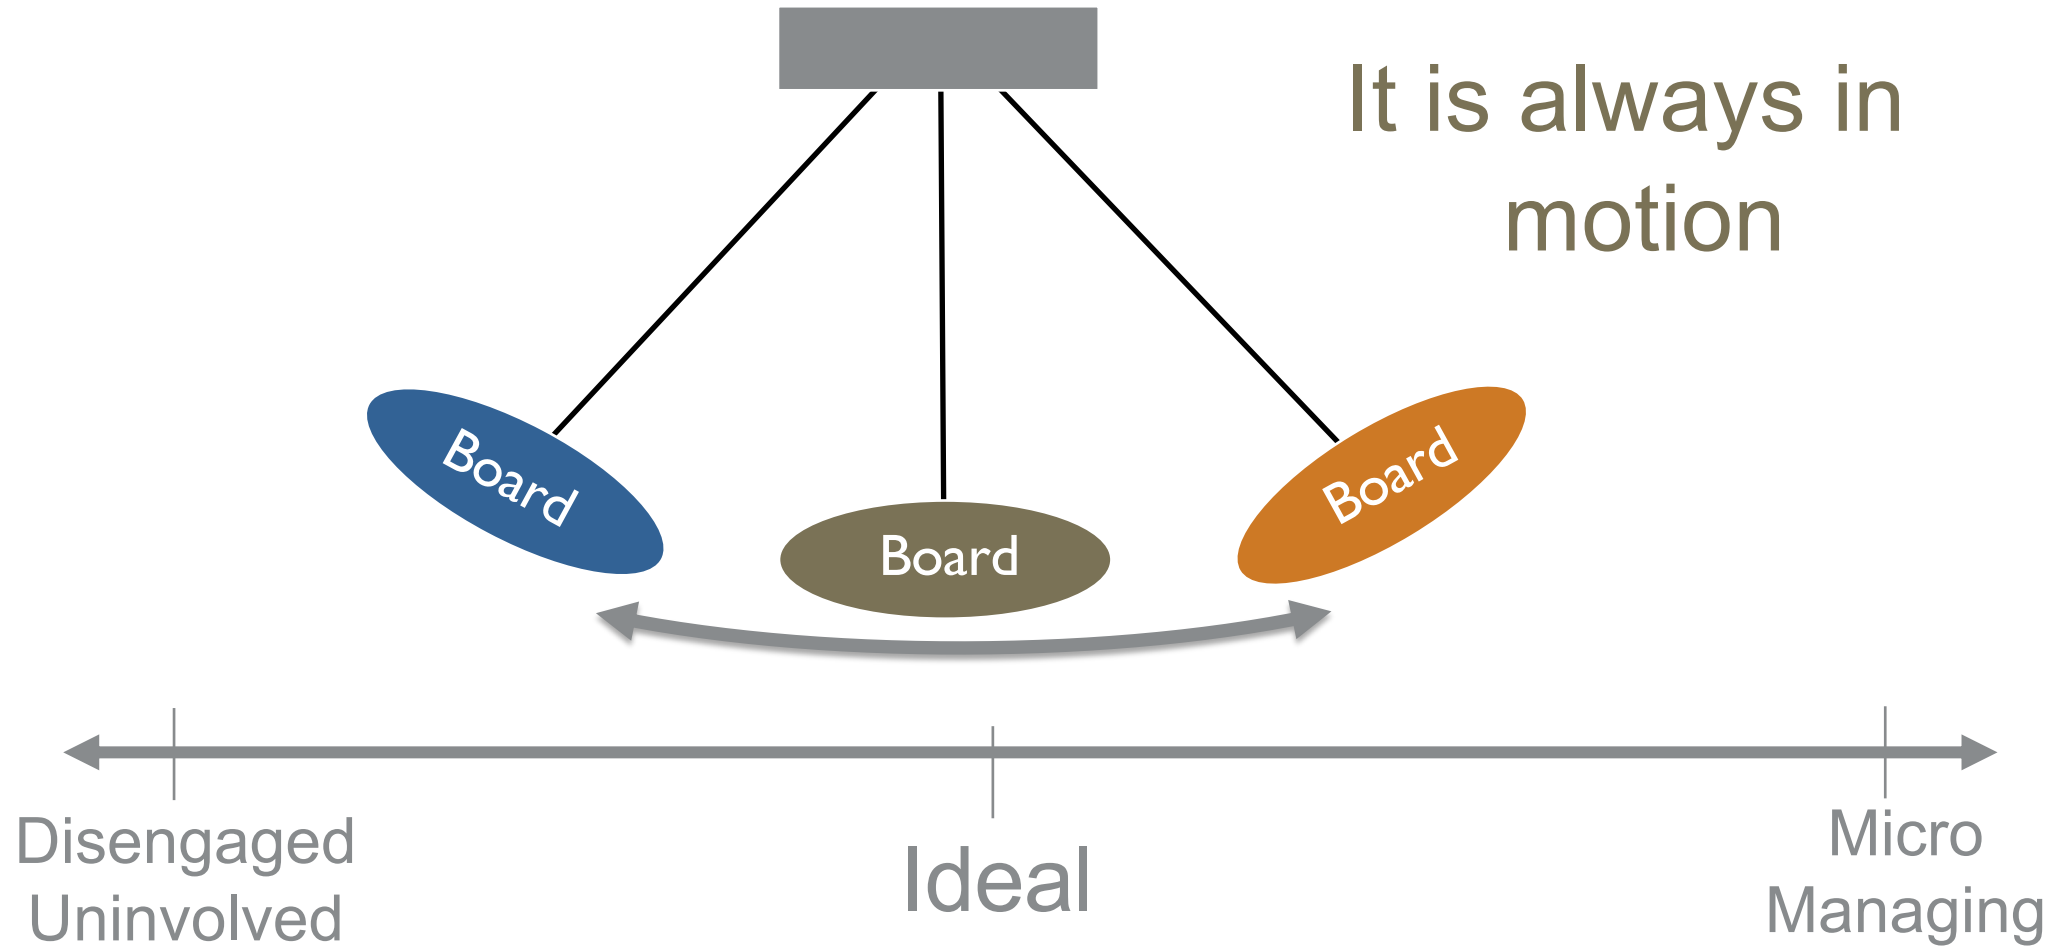 It is always in
motion
Board
Board
Board
Disengaged
Uninvolved
Ideal
Micro
Managing